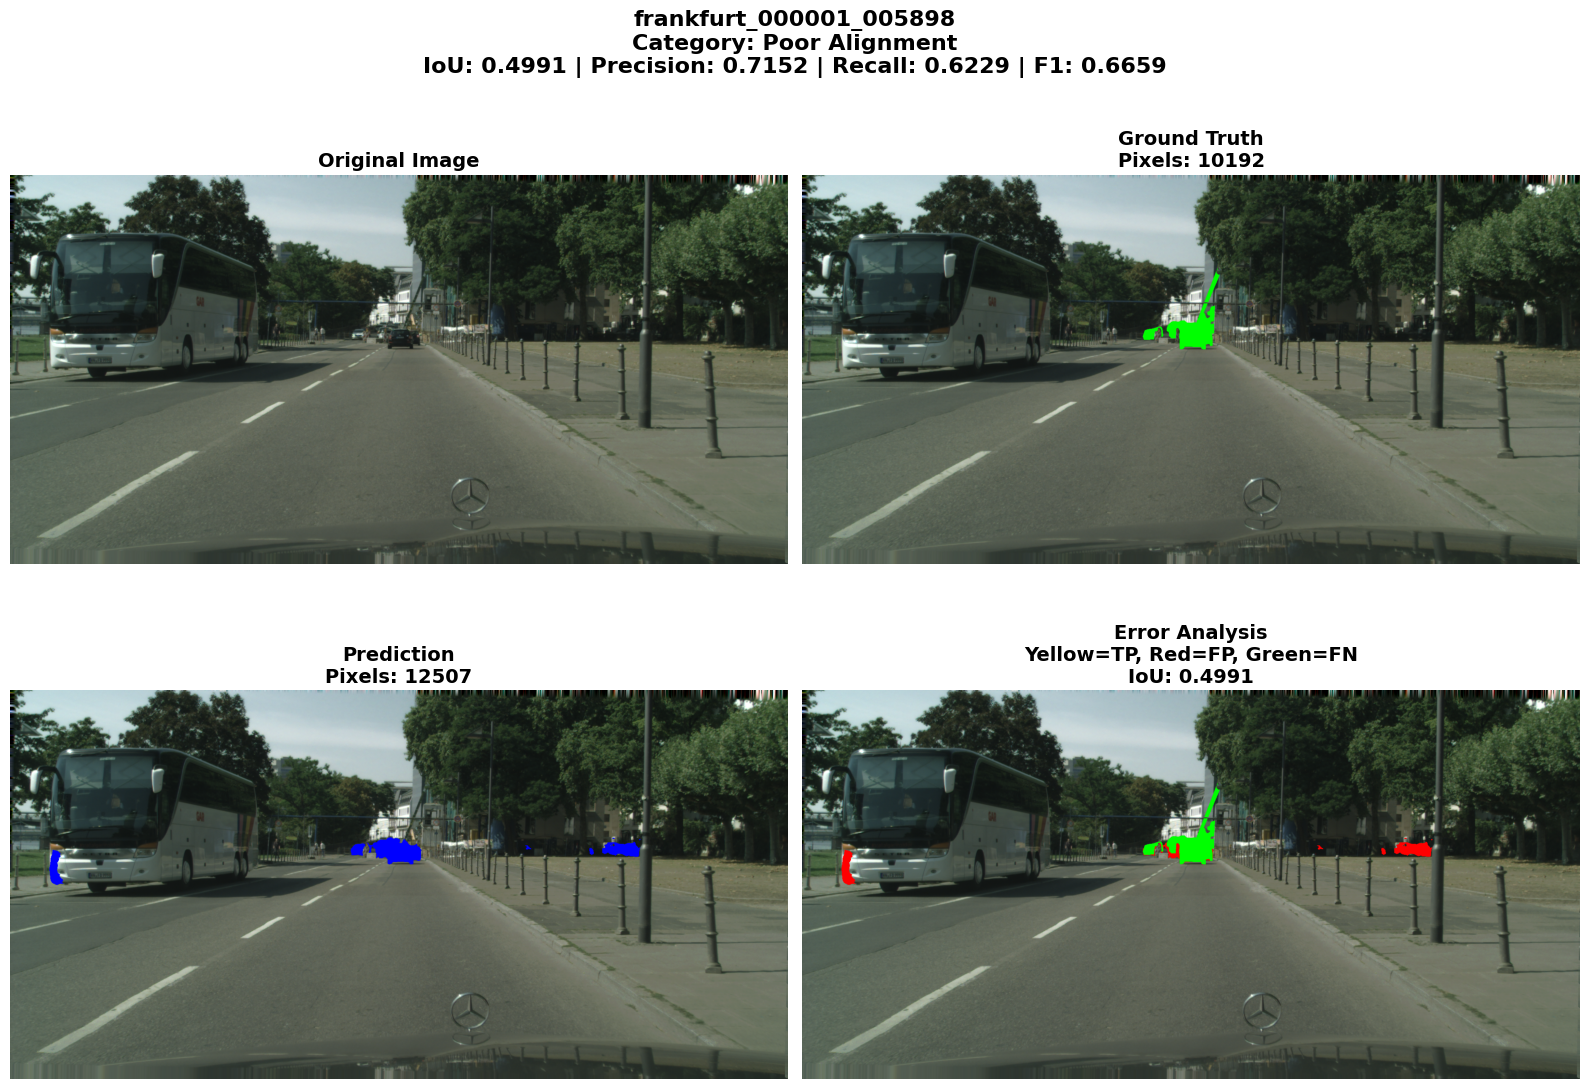 frankfurt_000001_005898
Category: Poor Alignment
IoU: 0.4991 | Precision: 0.7152 | Recall: 0.6229 | F1: 0.6659
Original Image
Ground Truth
Pixels: 10192
Prediction
Pixels: 12507
Error Analysis
Yellow=TP, Red=FP, Green=FN
IoU: 0.4991